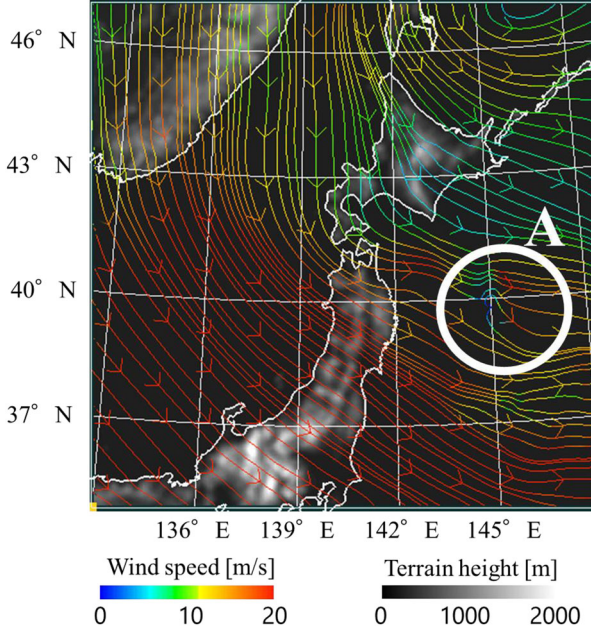 46° N
43° N
A
40° N
37° N
136° E 139° E 142° E 145° E
Wind speed [m/s] Terrain height [m]
0 10 20 0 1000 2000